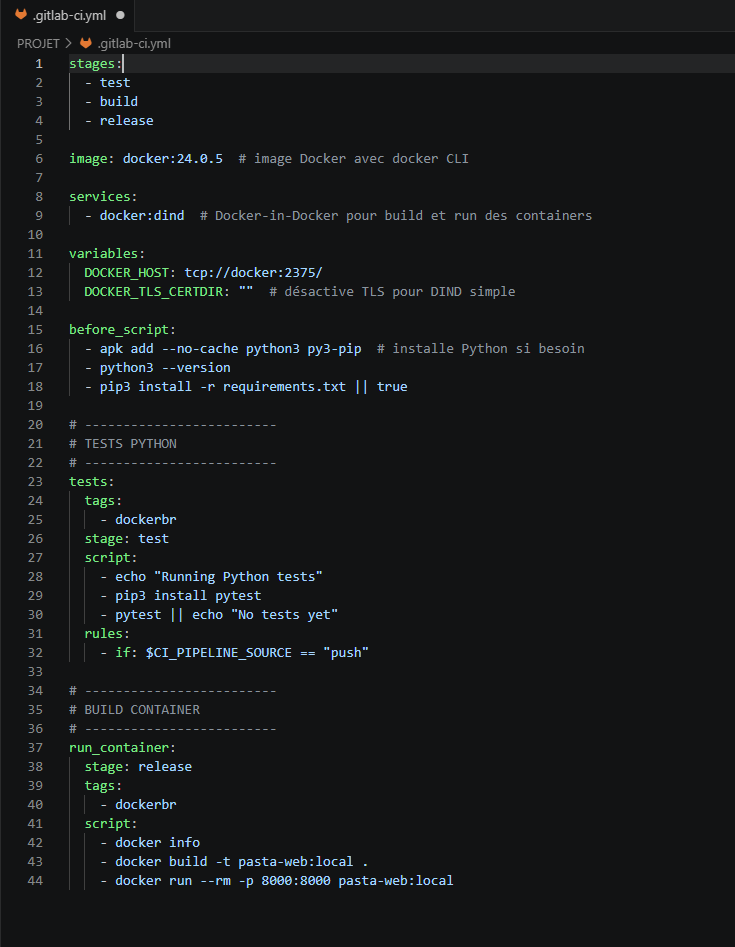 .gitlab-ci.yml
PROJET > .gitlab-ci.yml
1 stages:
2   - test
3   - build
4   - release
5
6 image: docker:24.0.5  # image Docker avec docker CLI
7
8 services:
9   - docker:dind  # Docker-in-Docker pour build et run des containers
10
11 variables:
12   DOCKER_HOST: tcp://docker:2375/
13   DOCKER_TLS_CERTDIR: ""  # désactive TLS pour DIND simple
14
15 before_script:
16   - apk add --no-cache python3 py3-pip  # installe Python si besoin
17   - python3 --version
18   - pip3 install -r requirements.txt || true
19
20 # -------------------------
21 # TESTS PYTHON
22 # -------------------------
23 tests:
24   tags:
25     - dockerbr
26   stage: test
27   script:
28     - echo "Running Python tests"
29     - pip3 install pytest
30     - pytest || echo "No tests yet"
31   rules:
32     - if: $CI_PIPELINE_SOURCE == "push"
33
34 # -------------------------
35 # BUILD CONTAINER
36 # -------------------------
37 run_container:
38   stage: release
39   tags:
40     - dockerbr
41   script:
42     - docker info
43     - docker build -t pasta-web:local .
44     - docker run --rm -p 8000:8000 pasta-web:local